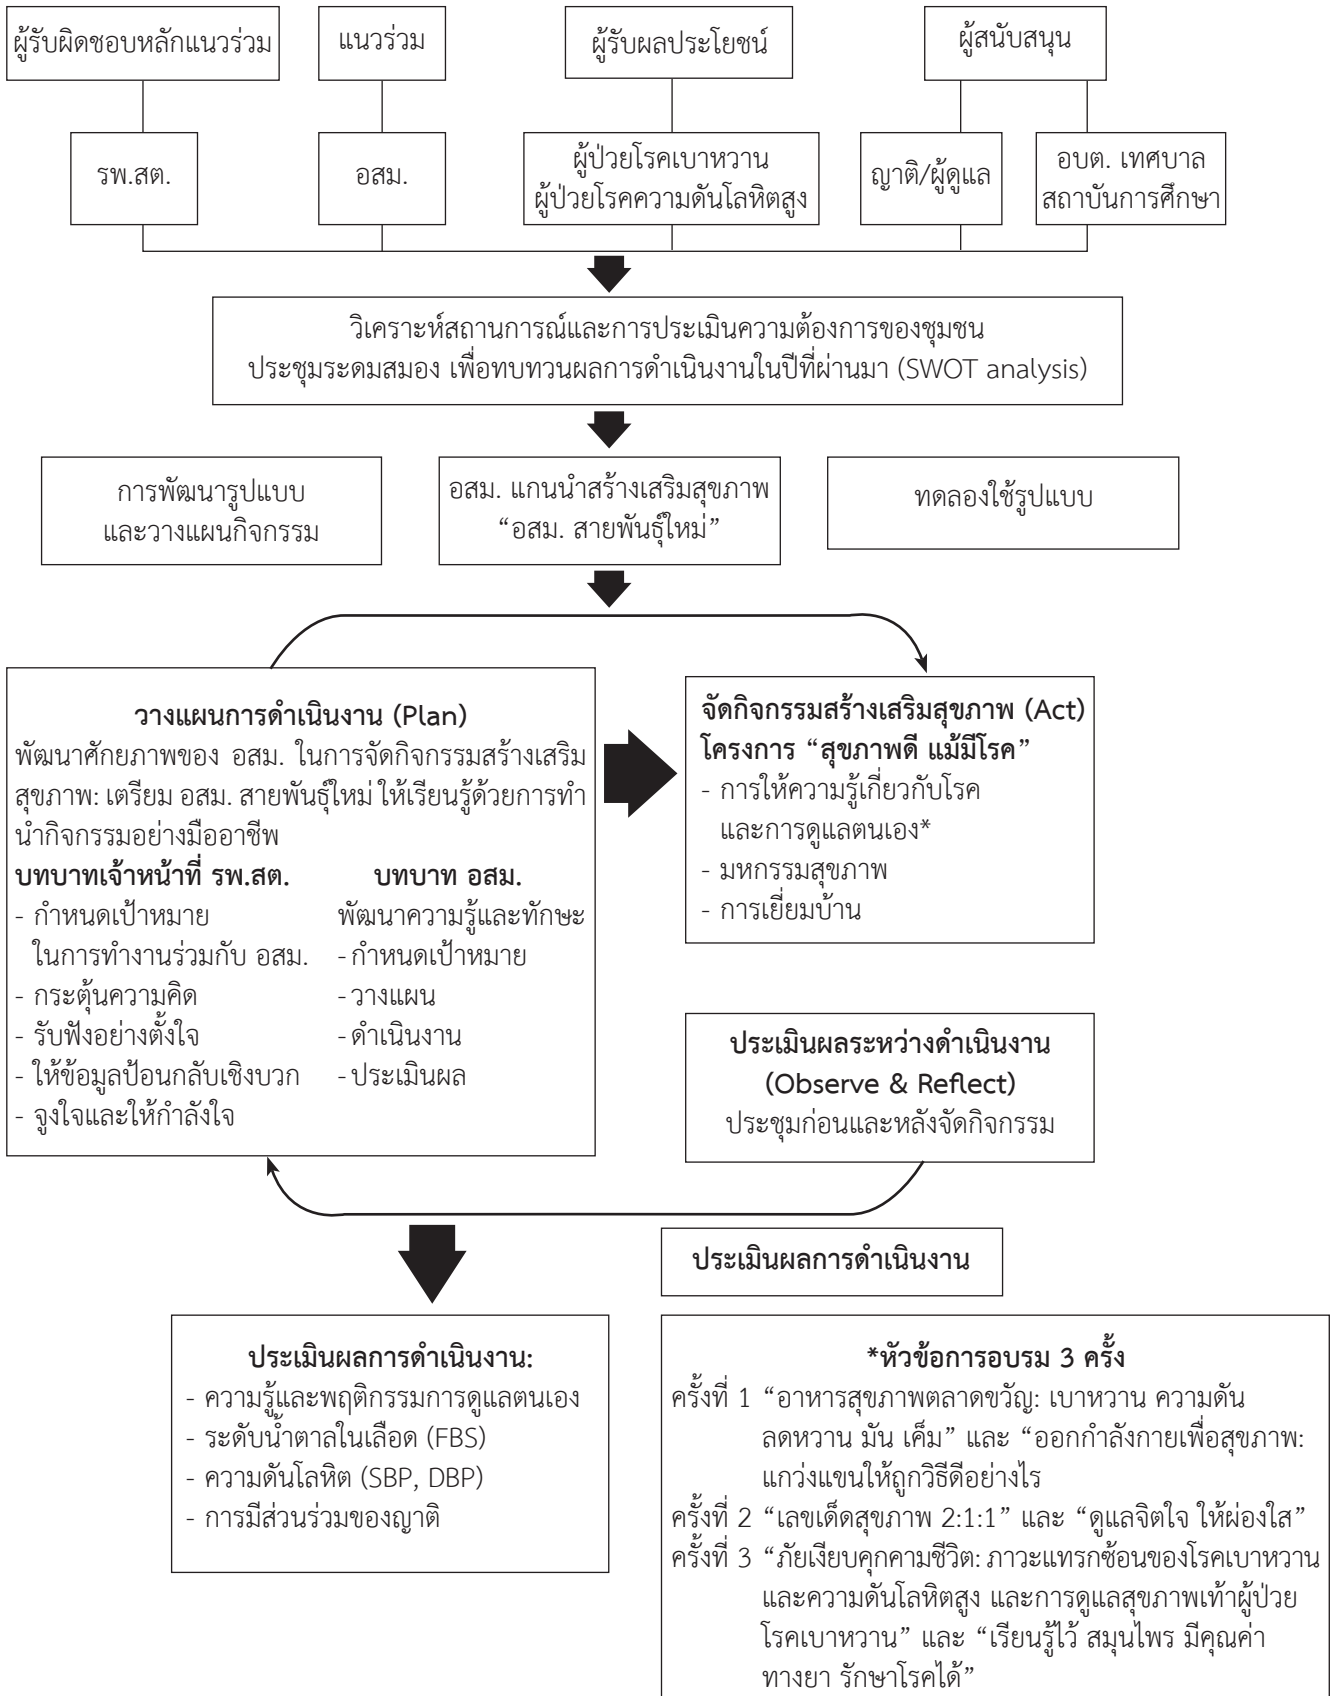 ผู้รับผิดชอบหลักแนวร่วม
แนวร่วม
ผู้รับผลประโยชน์
ผู้สนับสนุน
รพ.สต.
อสม.
ผู้ป่วยโรคเบาหวาน
ผู้ป่วยโรคความดันโลหิตสูง
ญาติ/ผู้ดูแล
อบต. เทศบาล
สถาบันการศึกษา
วิเคราะห์สถานการณ์และการประเมินความต้องการของชุมชน
ประชุมระดมสมอง เพื่อทบทวนผลการดำเนินงานในปีที่ผ่านมา (SWOT analysis)
การพัฒนารูปแบบ
และวางแผนกิจกรรม
อสม. แกนนำสร้างเสริมสุขภาพ
“อสม. สายพันธุ์ใหม่”
ทดลองใช้รูปแบบ
วางแผนการดำเนินงาน (Plan)
พัฒนาศักยภาพของ อสม. ในการจัดกิจกรรมสร้างเสริม
สุขภาพ: เตรียม อสม. สายพันธุ์ใหม่ ให้เรียนรู้ด้วยการทำ
นำกิจกรรมอย่างมืออาชีพ
บทบาทเจ้าหน้าที่ รพ.สต.
- กำหนดเป้าหมาย
ในการทำงานร่วมกับ อสม.
- กระตุ้นความคิด
- รับฟังอย่างตั้งใจ
- ให้ข้อมูลป้อนกลับเชิงบวก
- จูงใจและให้กำลังใจ
บทบาท อสม.
พัฒนาความรู้และทักษะ
- กำหนดเป้าหมาย
- วางแผน
- ดำเนินงาน
- ประเมินผล
จัดกิจกรรมสร้างเสริมสุขภาพ (Act)
โครงการ “สุขภาพดี แม้มีโรค”
- การให้ความรู้เกี่ยวกับโรค
และการดูแลตนเอง*
- มหกรรมสุขภาพ
- การเยี่ยมบ้าน
ประเมินผลระหว่างดำเนินงาน
(Observe & Reflect)
ประชุมก่อนและหลังจัดกิจกรรม
ประเมินผลการดำเนินงาน
ประเมินผลการดำเนินงาน:
- ความรู้และพฤติกรรมการดูแลตนเอง
- ระดับน้ำตาลในเลือด (FBS)
- ความดันโลหิต (SBP, DBP)
- การมีส่วนร่วมของญาติ
*หัวข้อการอบรม 3 ครั้ง
ครั้งที่ 1 “อาหารสุขภาพตลาดขวัญ: เบาหวาน ความดัน
ลดหวาน มัน เค็ม” และ “ออกกำลังกายเพื่อสุขภาพ:
แกว่งแขนให้ถูกวิธีดีอย่างไร
ครั้งที่ 2 “เลขเด็ดสุขภาพ 2:1:1” และ “ดูแลจิตใจ ให้ผ่องใส”
ครั้งที่ 3 “ภัยเงียบคุกคามชีวิต: ภาวะแทรกซ้อนของโรคเบาหวาน
และความดันโลหิตสูง และการดูแลสุขภาพเท้าผู้ป่วย
โรคเบาหวาน” และ “เรียนรู้ไว้ สมุนไพร มีคุณค่า
ทางยา รักษาโรคได้”